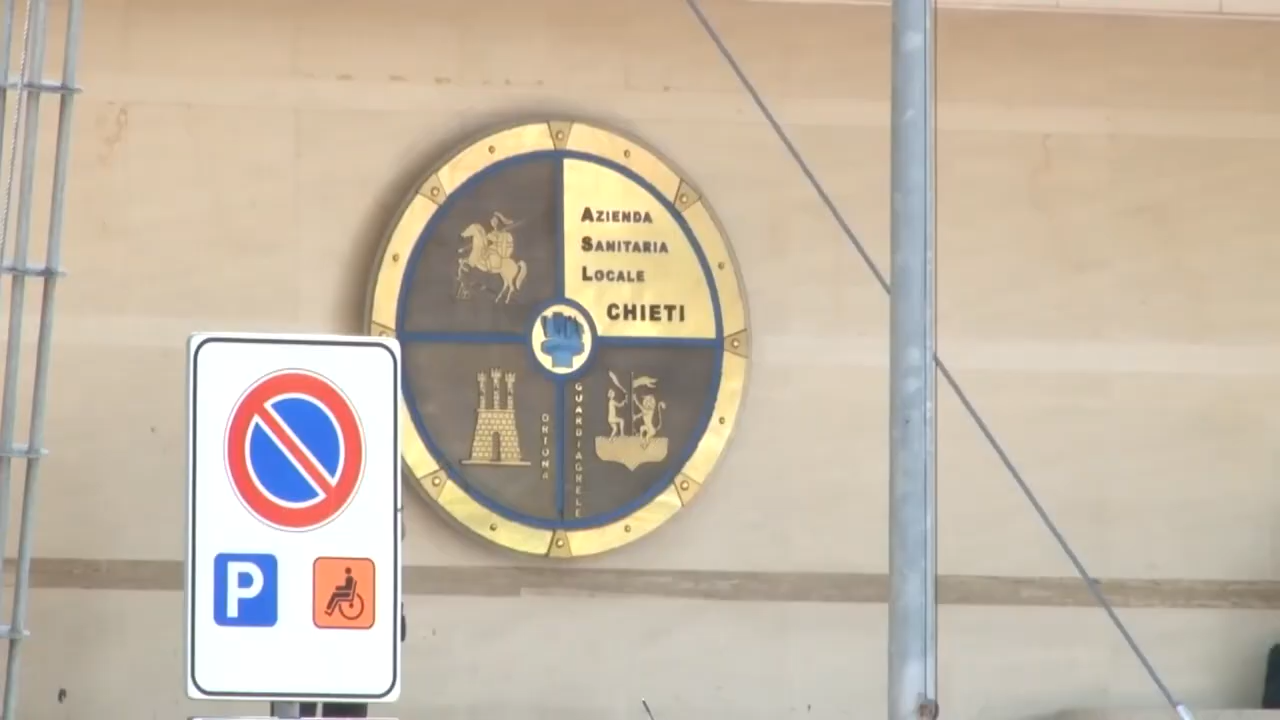 AZIENDA
SANITARIA
LOCALE
CHIETI
ORTONA
GUARDIAGRELE
P